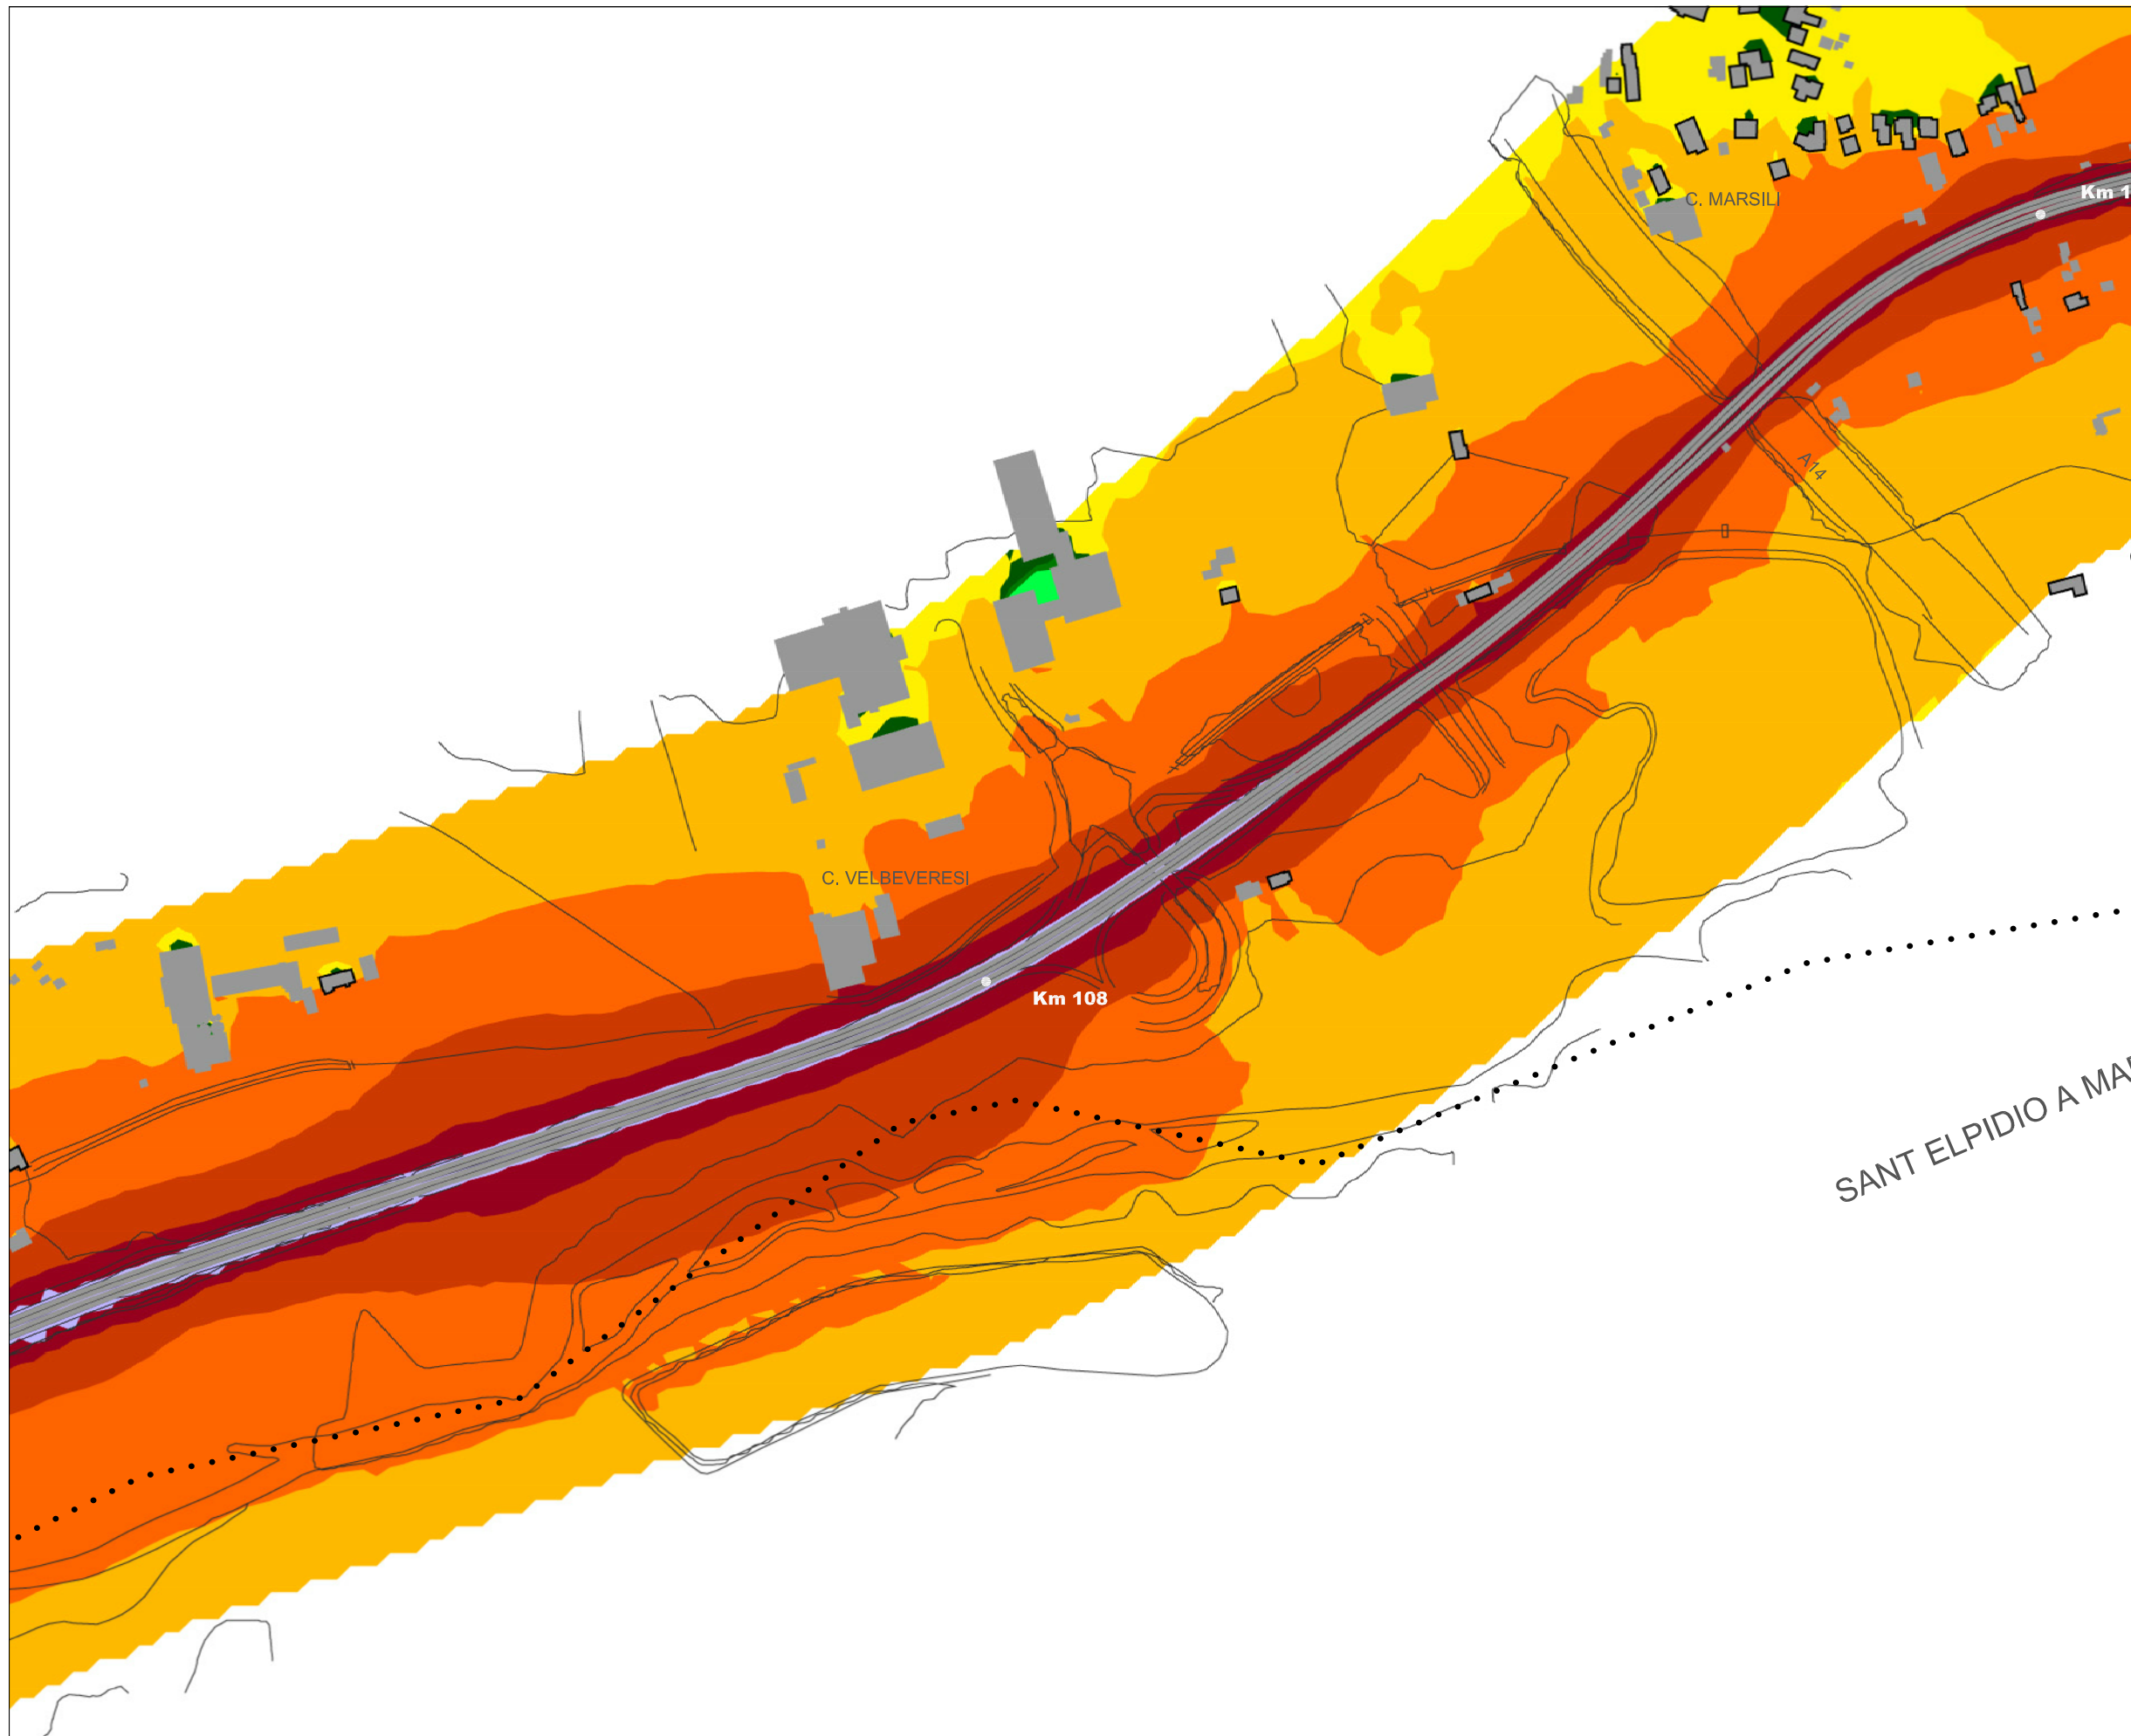 Km 1
C. MARSILI
A14
C. VELBEVERESI
Km 108
SANT ELPIDIO A MA